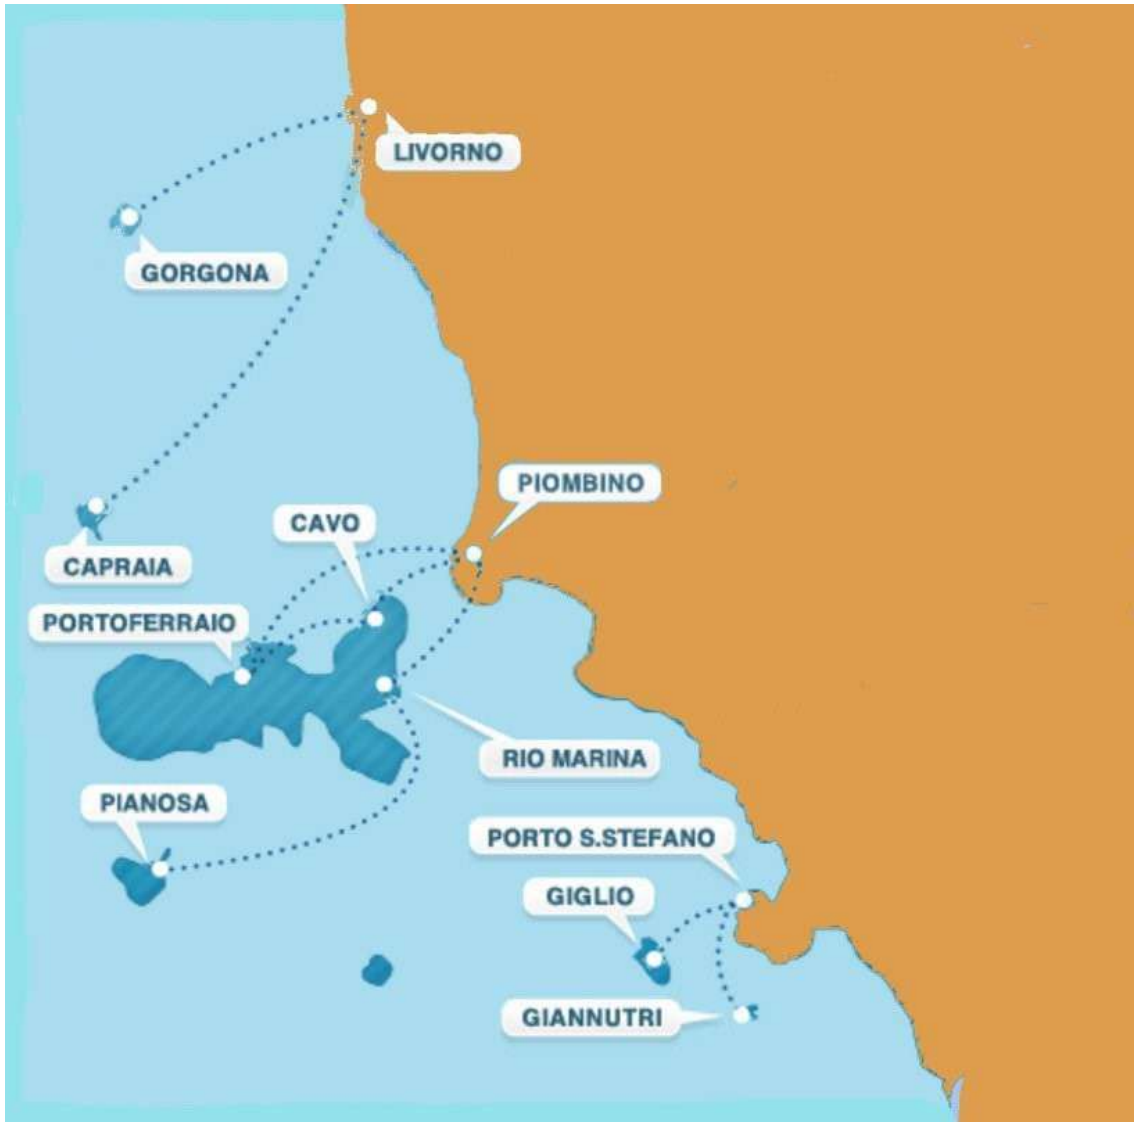 LIVORNO
GORGONA
PIOMBINO
CAVO
CAPRAIA
PORTOFERRAIO
RIO MARINA
PIANOSA
PORTO S.STEFANO
GIGLIO
GIANNUTRI